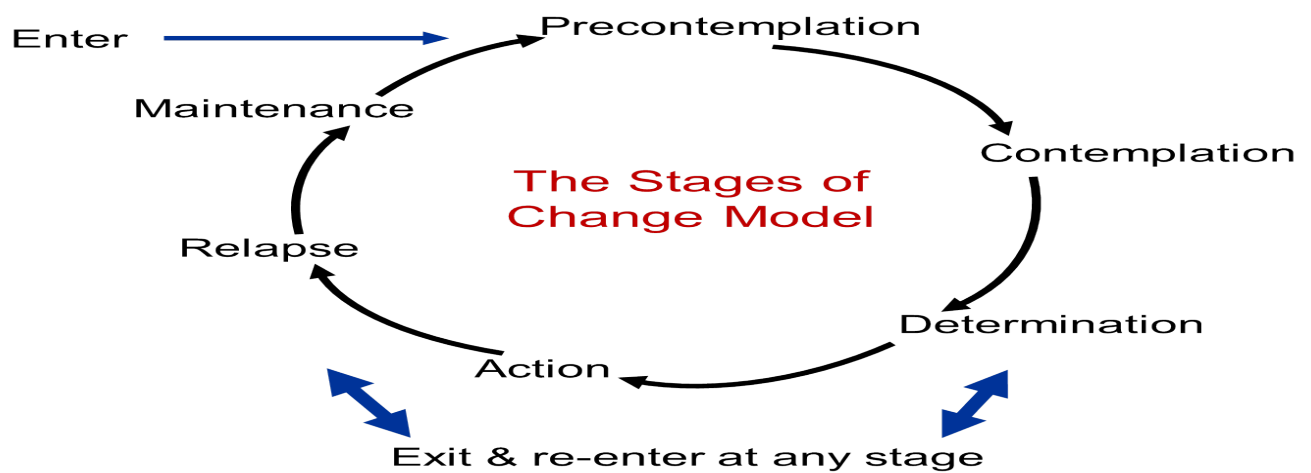 Enter
Precontemplation
Maintenance
Contemplation
The Stages of
Change Model
Relapse
Determination
Action
Exit & re-enter at any stage